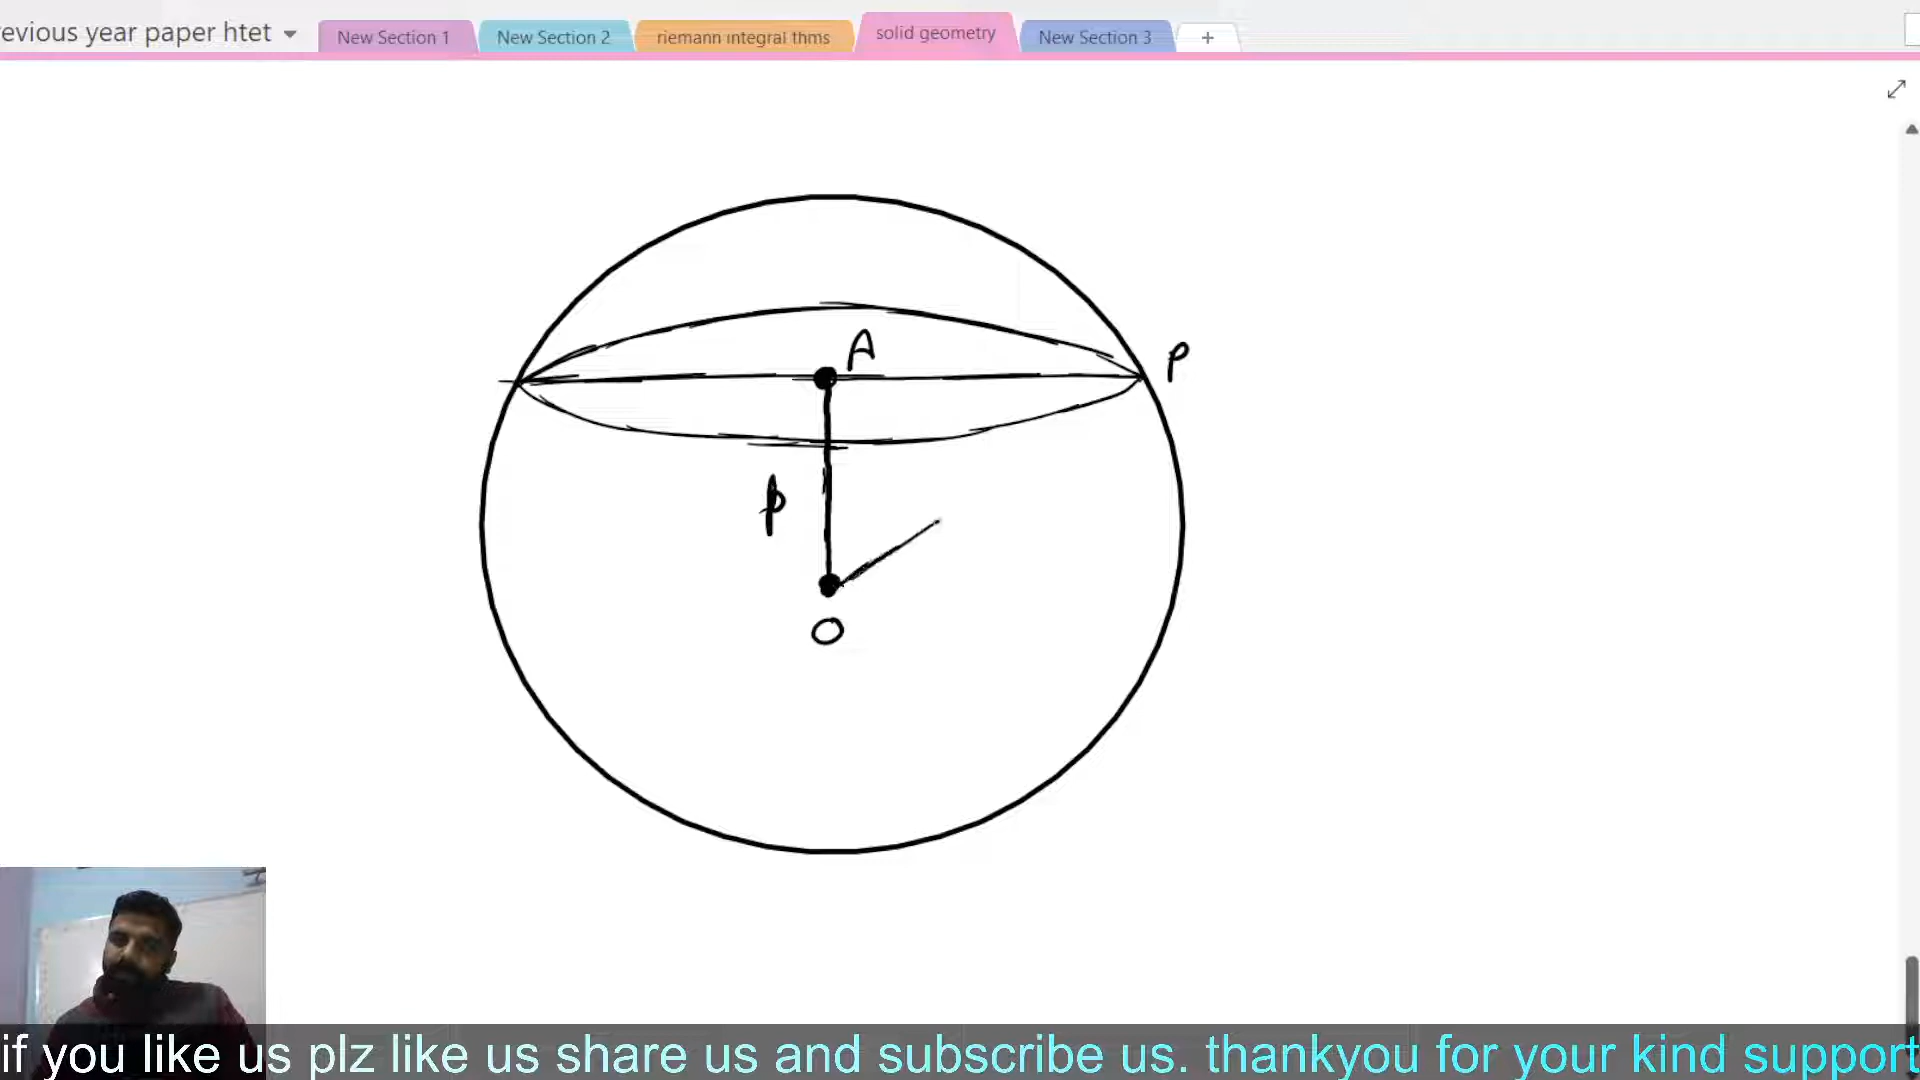 evious year paper htet
New Section 1
New Section 2
riemann integral thms
solid geometry
New Section 3
+
A
P
p
O
if you like us plz like us share us and subscribe us. thankyou for your kind support